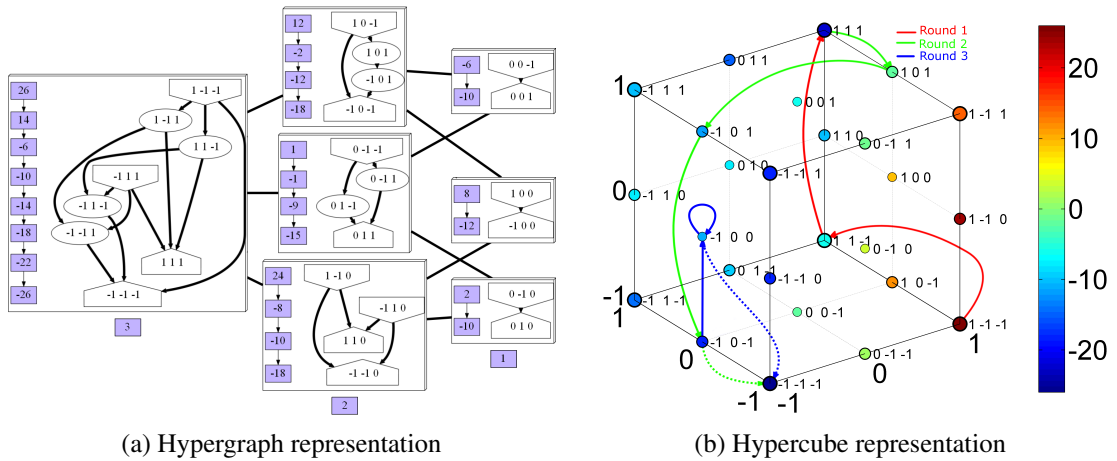 26
14
-6
-10
-14
-18
-22
-26
1 -1 -1
1 -1 1
1 1 -1
-1 1 1
-1 1 -1
-1 -1 1
1 1 1
-1 -1 -1
3
12
-2
-12
-18
1 0 -1
1 0 1
-1 0 1
-1 0 -1
1
-1
-9
-15
0 -1 -1
0 -1 1
0 1 -1
0 1 1
24
-8
-10
-18
1 -1 0
-1 1 0
1 1 0
-1 -1 0
2
-6
-10
0 0 -1
0 0 1
8
-12
1 0 0
-1 0 0
2
-10
0 -1 0
0 1 0
1
(a) Hypergraph representation
Round 1
Round 2
Round 3
1 1 1
0 1 1
1 0 1
1
-1 1 1
0 0 1
1 -1 1
-1 0 1
1 1 0
0 -1 1
0 1 0
-1 -1 1
1 0 0
0
-1 1 0
1 -1 0
-1 0 0
1 1 -1
0 -1 0
0 1 -1
-1 -1 0
1 0 -1
-1
-1 1 -1
0 0 -1
1 -1 -1
1
-1 0 -1
1
0 -1 -1
0
0
-1 -1 -1
-1
-1
20
10
0
-10
-20
(b) Hypercube representation